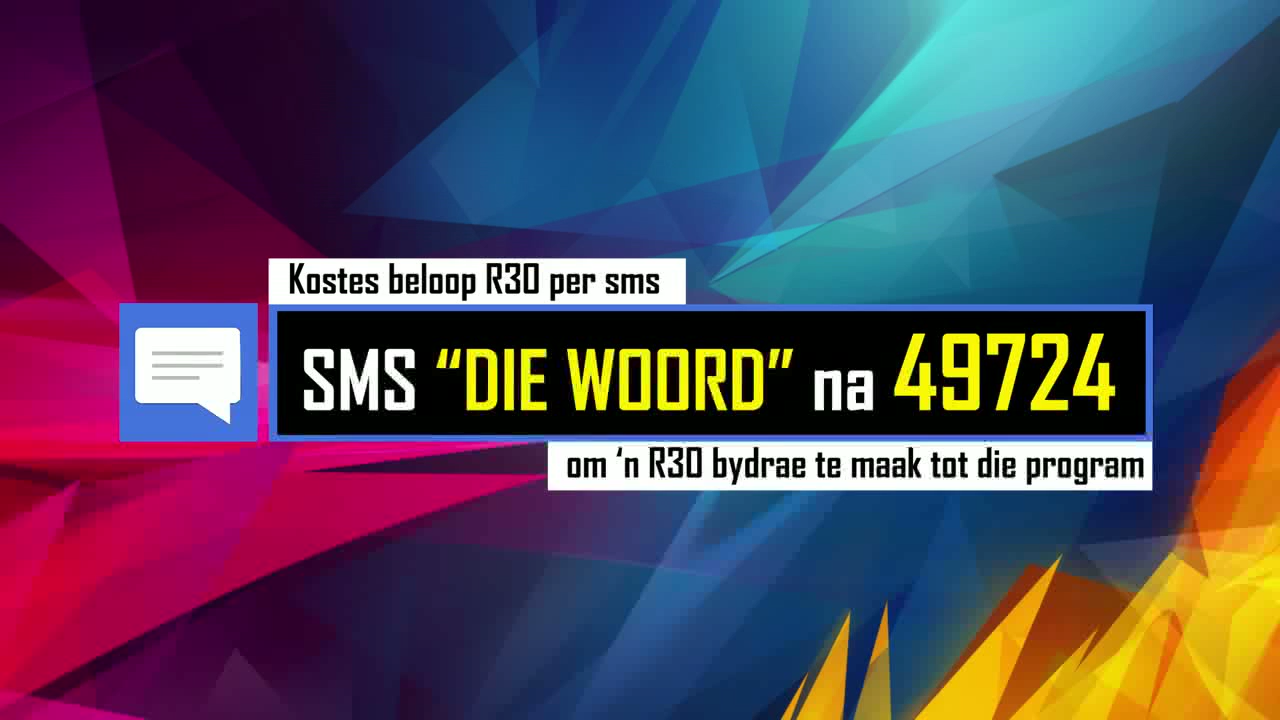 Kostes beloop R30 per sms
SMS “DIE WOORD” na 49724
om ‘n R30 bydrae te maak tot die program